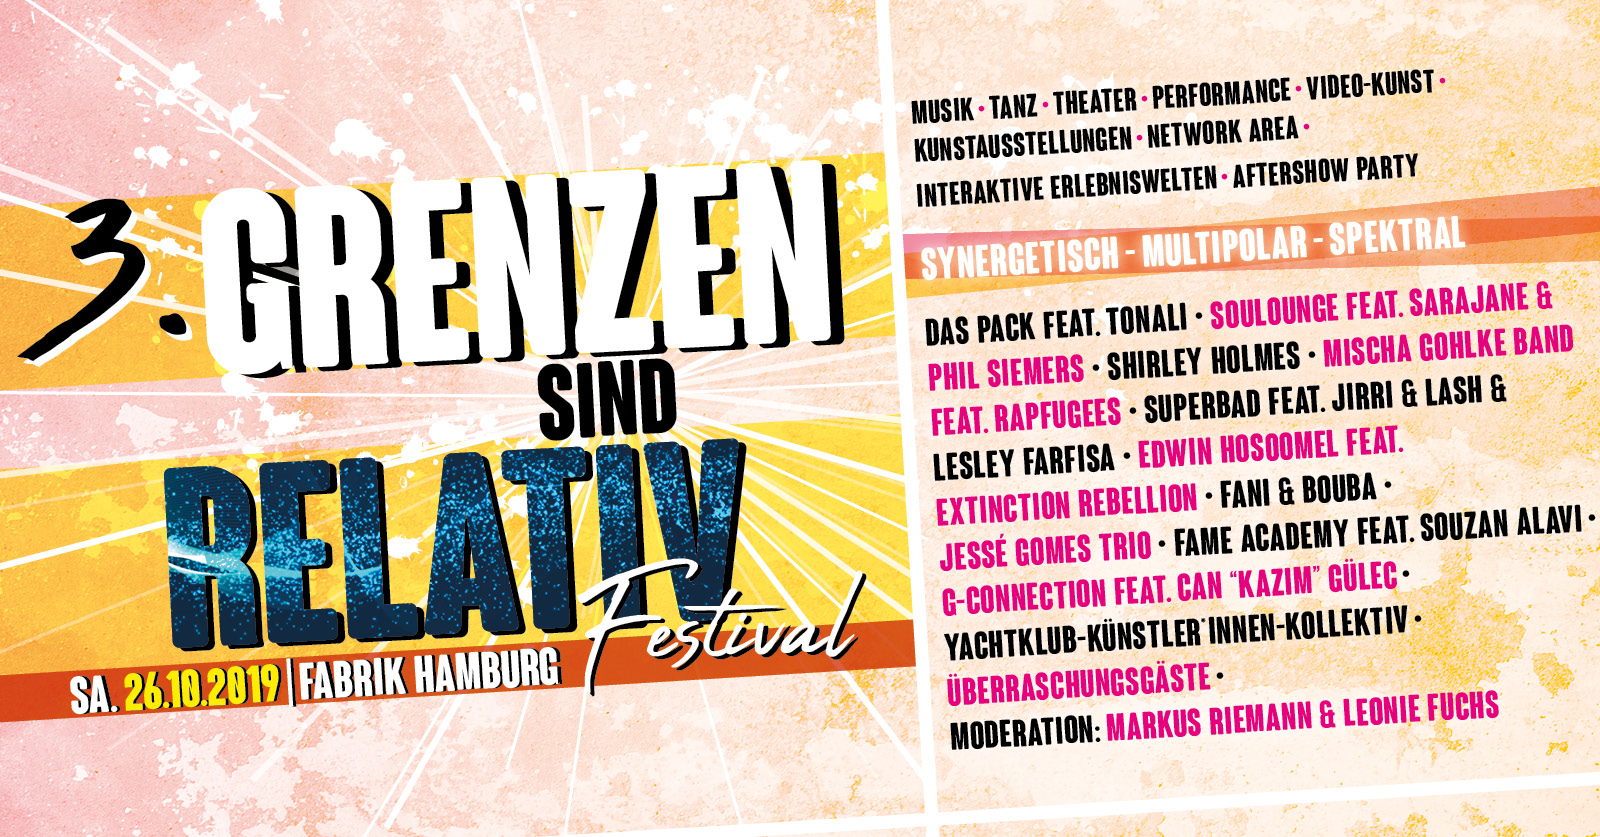 3. GRENZEN
SIND
RELATIV
Festival
SA. 26.10.2019 | FABRIK HAMBURG
MUSIK · TANZ · THEATER · PERFORMANCE · VIDEO-KUNST ·
KUNSTAUSSTELLUNGEN · NETWORK AREA ·
INTERAKTIVE ERLEBNISWELTEN · AFTERSHOW PARTY
SYNERGETISCH - MULTIPOLAR - SPEKTRAL
DAS PACK FEAT. TONALI · SOULOUNGE FEAT. SARAJANE &
PHIL SIEMERS · SHIRLEY HOLMES · MISCHA GOHLKE BAND
FEAT. RAPFUGEES · SUPERBAD FEAT. JIRRI & LASH &
LESLEY FARFISA · EDWIN HOSOOMEL FEAT.
EXTINCTION REBELLION · FANI & BOUBA ·
JESSÉ GOMES TRIO · FAME ACADEMY FEAT. SOUZAN ALAVI ·
G-CONNECTION FEAT. CAN "KAZIM" GÜLEC ·
YACHTKLUB-KÜNSTLER*INNEN-KOLLEKTIV ·
ÜBERRASCHUNGSGÄSTE ·
MODERATION: MARKUS RIEMANN & LEONIE FUCHS